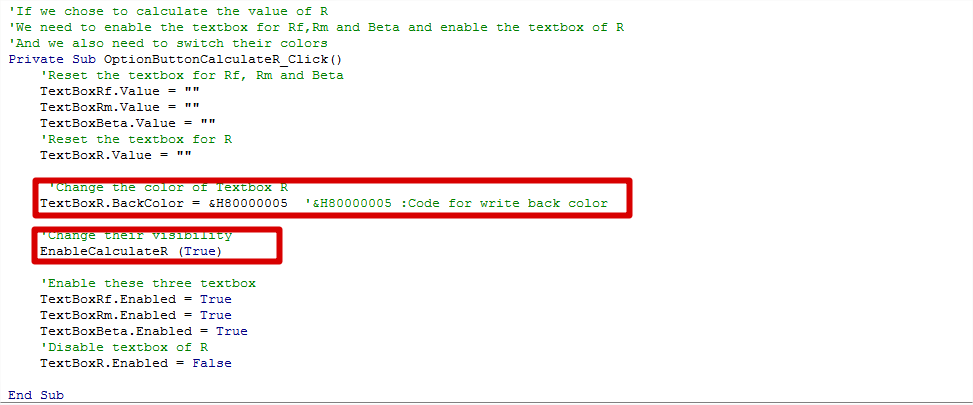 'If we chose to calculate the value of R
'We need to enable the textbox for Rf,Rm and Beta and enable the textbox of R
'And we also need to switch their colors
Private Sub OptionButtonCalculateR_Click()
'Reset the textbox for Rf, Rm and Beta
TextBoxRf.Value = ""
TextBoxRm.Value = ""
TextBoxBeta.Value = ""
'Reset the textbox for R
TextBoxR.Value = ""
'Change the color of Textbox R
TextBoxR.BackColor = &H80000005 '&H80000005 :Code for write back color
'Change their visibility
EnableCalculateR (True)
'Enable these three textbox
TextBoxRf.Enabled = True
TextBoxRm.Enabled = True
TextBoxBeta.Enabled = True
'Disable textbox of R
TextBoxR.Enabled = False
End Sub